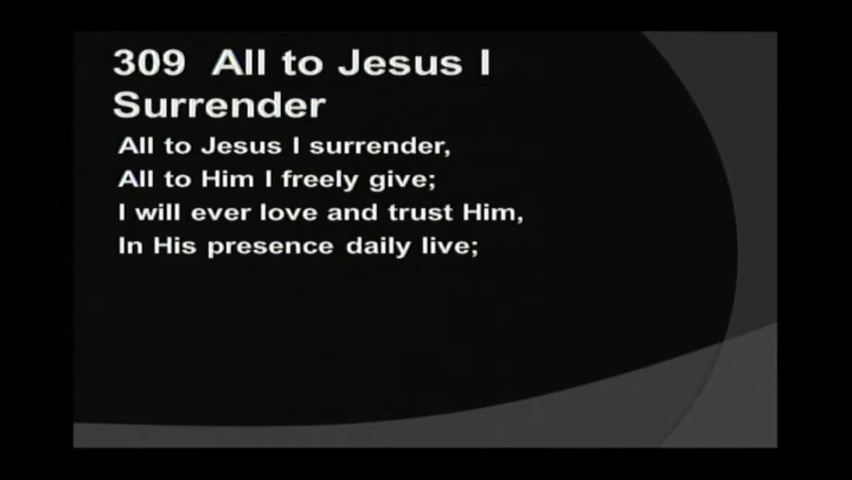 309 All to Jesus I
Surrender
All to Jesus I surrender,
All to Him I freely give;
I will ever love and trust Him,
In His presence daily live;